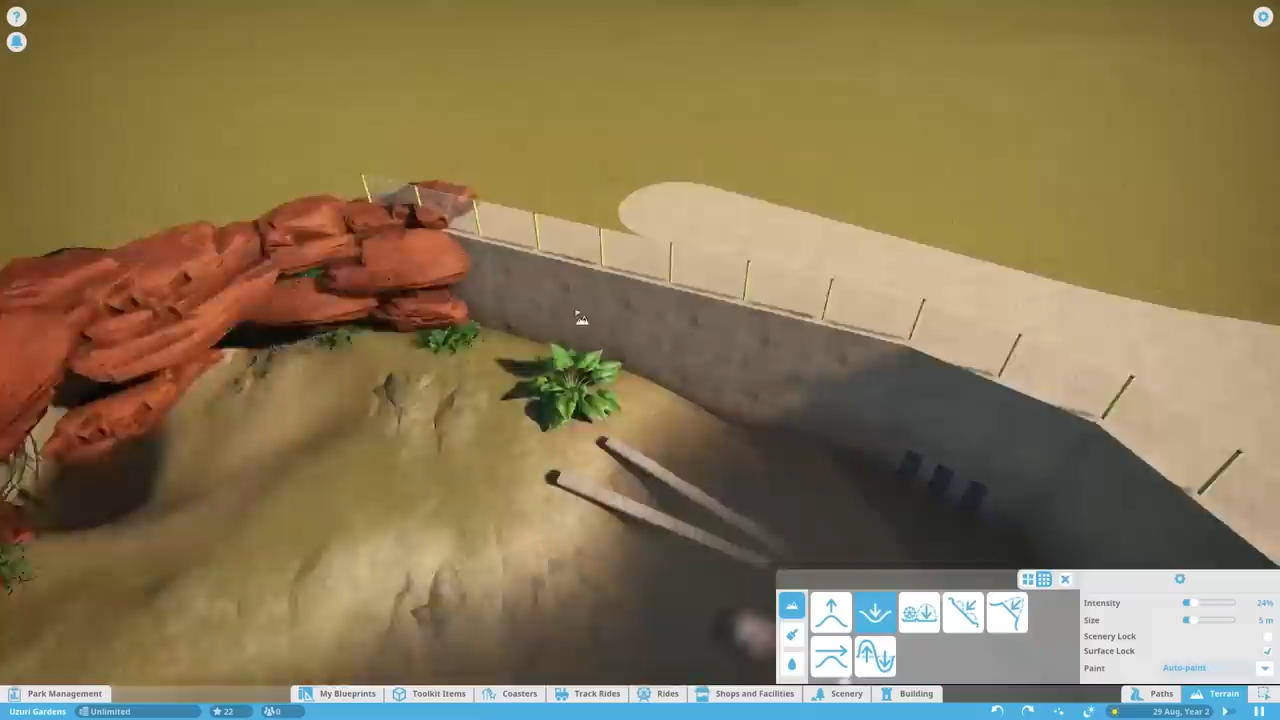 Intensity 24%
Size 5 m
Scenery Lock
Surface Lock
Paint Auto-paint
Park Management My Blueprints Toolkit Items Coasters Track Rides Rides Shops and Facilities Scenery Building Paths Terrain
Uzuri Gardens Unlimited 22 0 29 Aug, Year 2